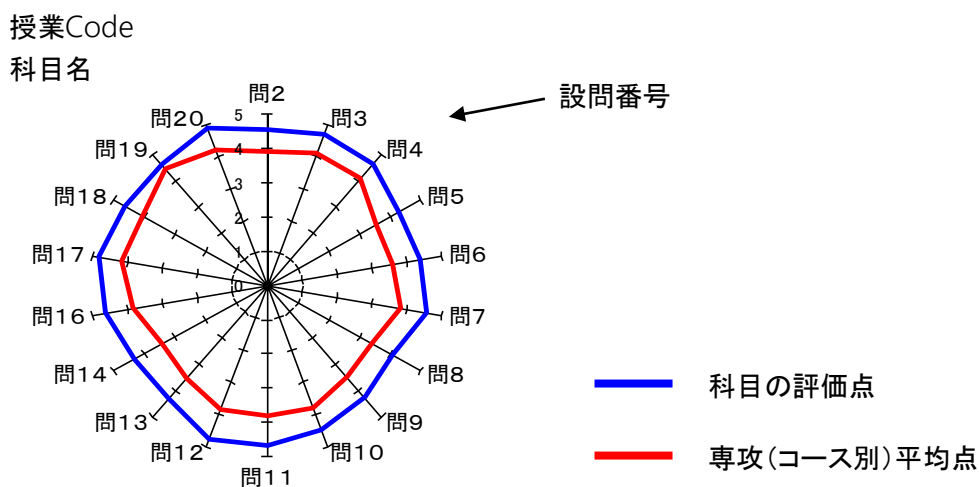 授業Code
科目名
設問番号
問2
問3
問4
問5
問6
問7
問8
問9
問10
問11
問12
問13
問14
問16
問17
問18
問19
問20
5
4
3
2
1
0
科目の評価点
専攻(コース別)平均点